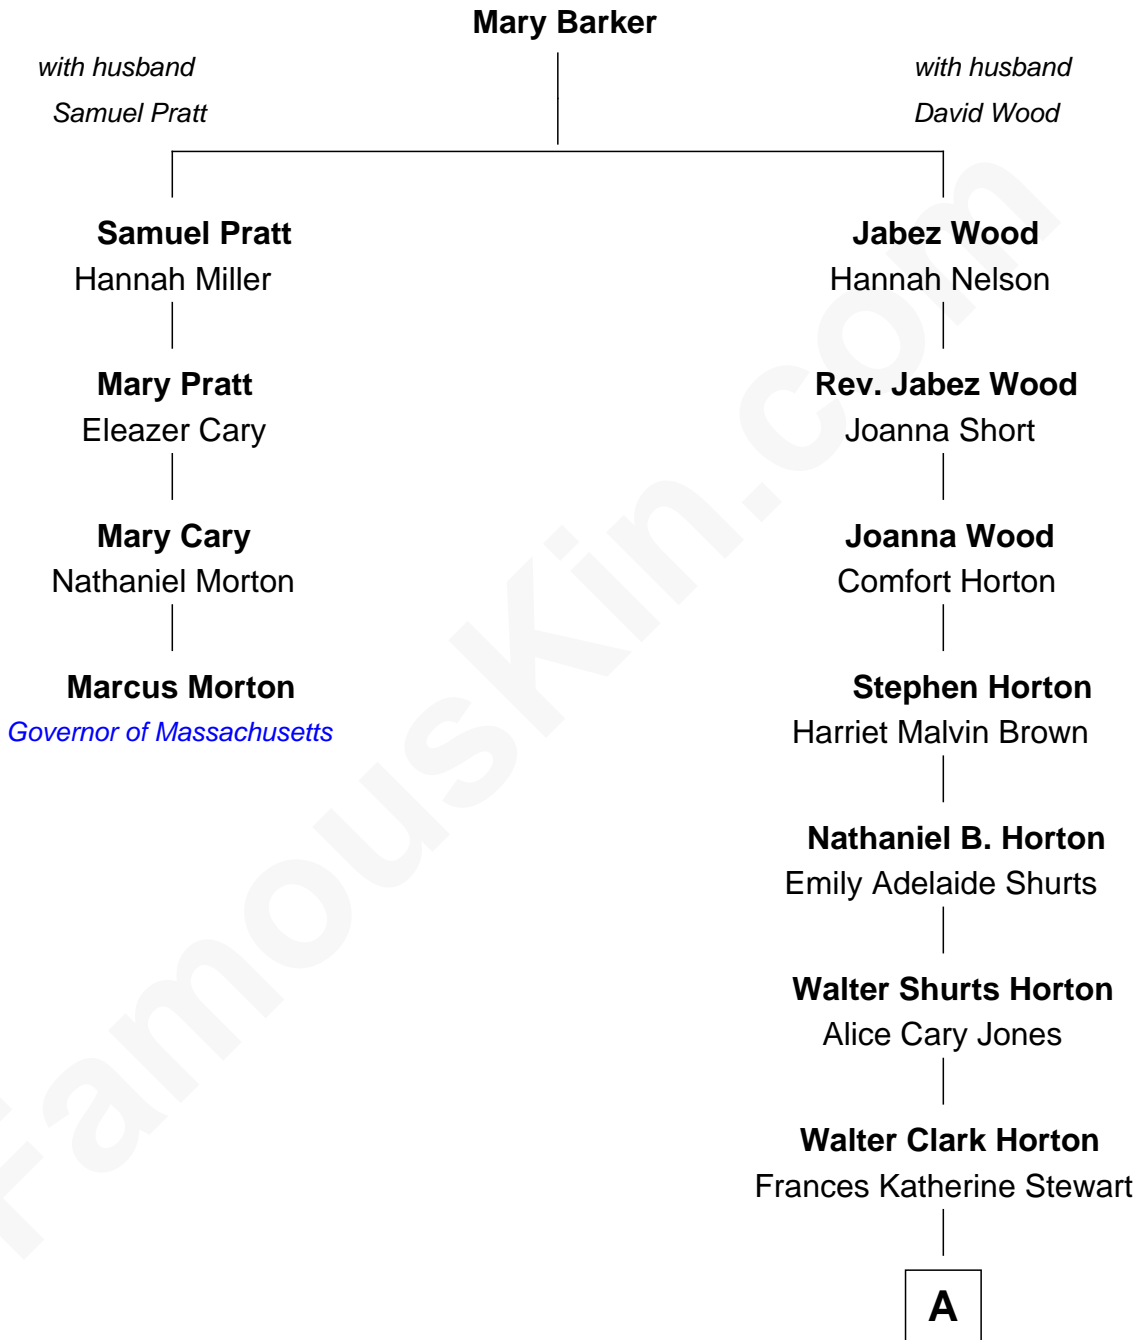 Mary Barker
with husband
Samuel Pratt
with husband
David Wood
Samuel Pratt
Hannah Miller
Mary Pratt
Eleazer Cary
Mary Cary
Nathaniel Morton
Marcus Morton
Governor of Massachusetts
Jabez Wood
Hannah Nelson
Rev. Jabez Wood
Joanna Short
Joanna Wood
Comfort Horton
Stephen Horton
Harriet Malvin Brown
Nathaniel B. Horton
Emily Adelaide Shurts
Walter Shurts Horton
Alice Cary Jones
Walter Clark Horton
Frances Katherine Stewart
A
FamousKin.com